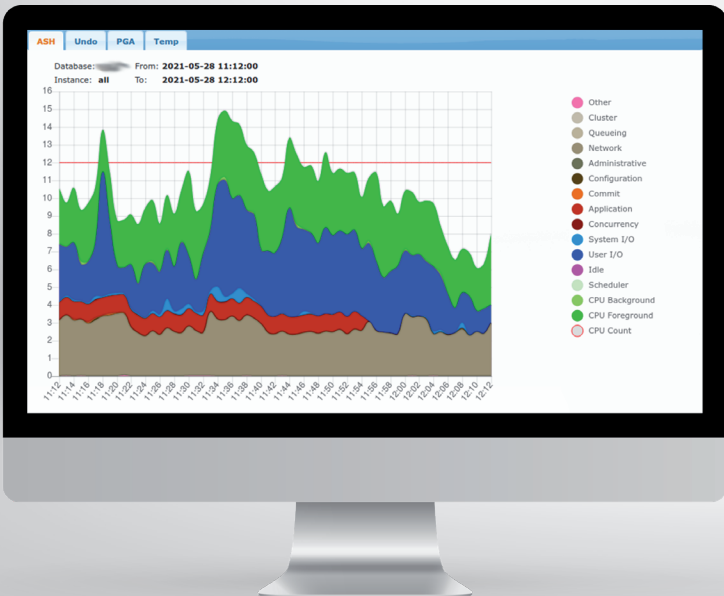 ASH Undo PGA Temp
Database: From: 2021-05-28 11:12:00
Instance: all To: 2021-05-28 12:12:00
16
15
14
13
12
11
10
9
8
7
6
5
4
3
2
1
0
11:12 11:14 11:16 11:18 11:20 11:22 11:24 11:26 11:28 11:30 11:32 11:34 11:36 11:38 11:40 11:42 11:44 11:46 11:48 11:50 11:52 11:54 11:56 11:58 12:00 12:02 12:04 12:06 12:08 12:10 12:12
Other
Cluster
Queueing
Network
Administrative
Configuration
Commit
Application
Concurrency
System I/O
User I/O
Idle
Scheduler
CPU Background
CPU Foreground
CPU Count